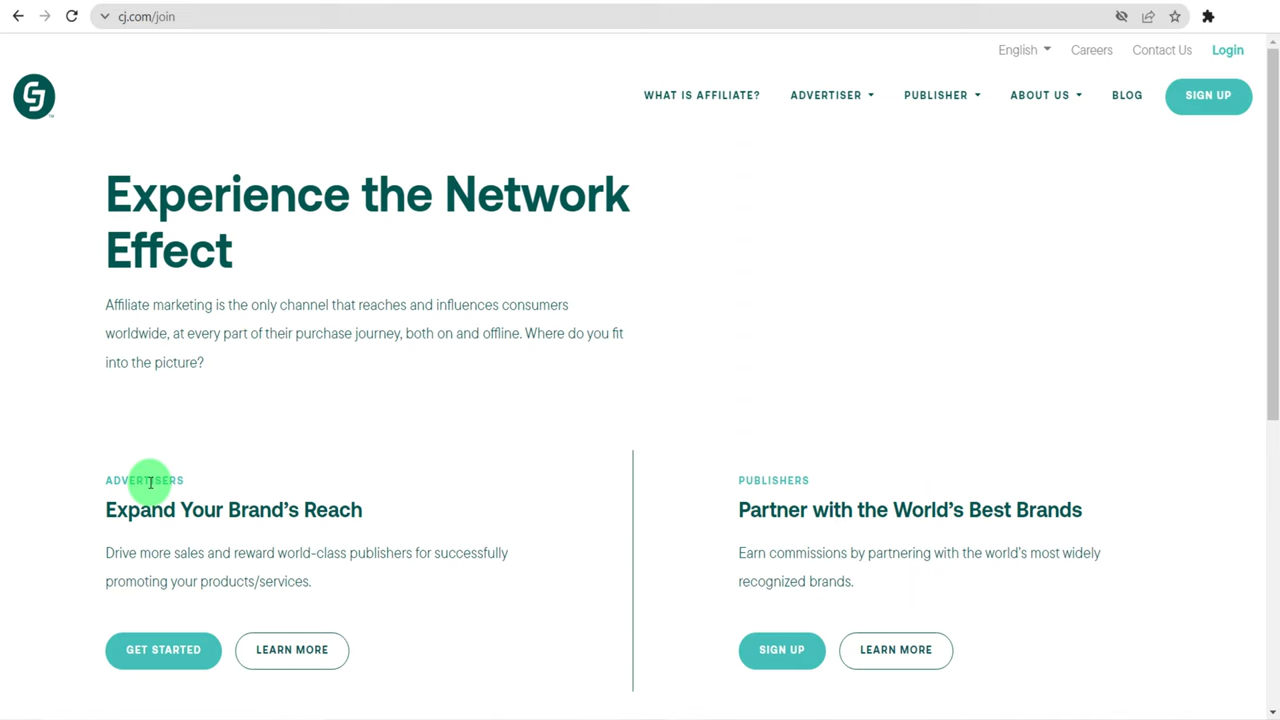 cj.com/join
English
Careers
Contact Us
Login
CJ
WHAT IS AFFILIATE?
ADVERTISER
PUBLISHER
ABOUT US
BLOG
SIGN UP
Experience the Network
Effect
Affiliate marketing is the only channel that reaches and influences consumers
worldwide, at every part of their purchase journey, both on and offline. Where do you fit
into the picture?
ADVERTISERS
Expand Your Brand's Reach
Drive more sales and reward world-class publishers for successfully
promoting your products/services.
GET STARTED
LEARN MORE
PUBLISHERS
Partner with the World's Best Brands
Earn commissions by partnering with the world's most widely
recognized brands.
SIGN UP
LEARN MORE